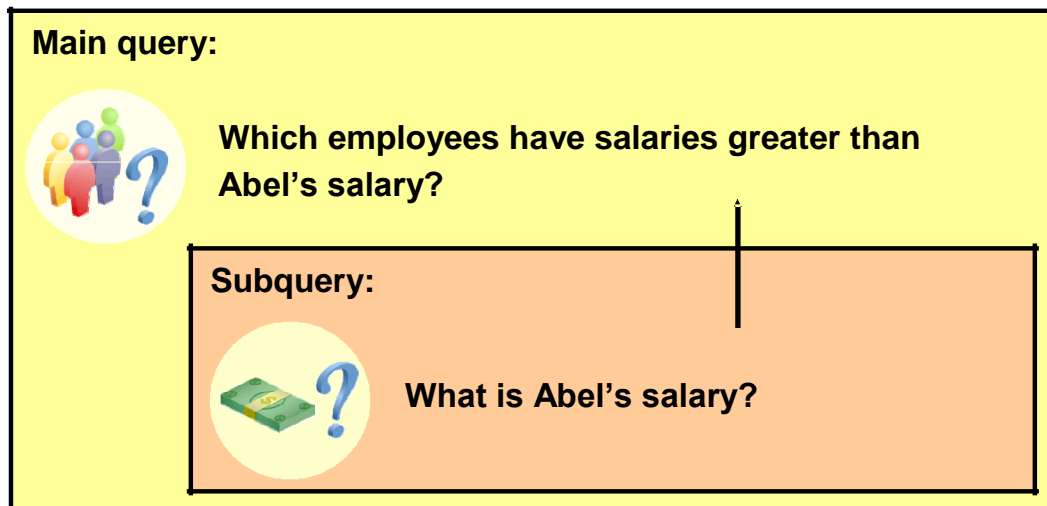 Main query:
Which employees have salaries greater than
Abel’s salary?
Subquery:
What is Abel’s salary?